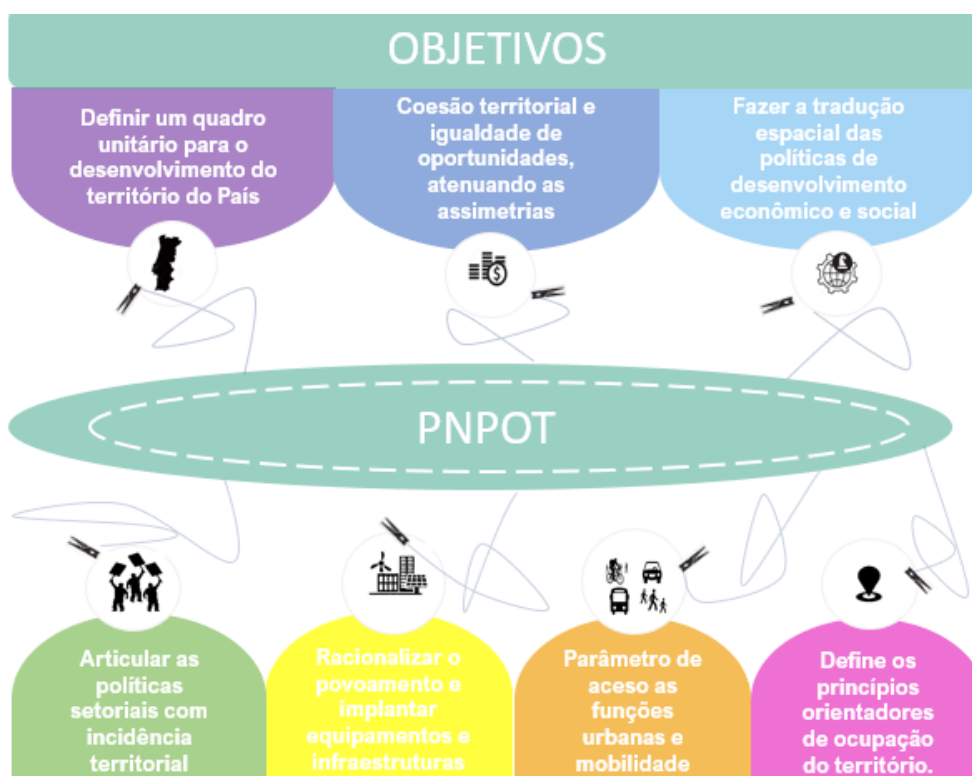 OBJETIVOS
Definir um quadro
unitário para o
desenvolvimento do
território do País
Coesão territorial e
igualdade de
oportunidades,
atenuando as
assimetrias
Fazer a tradução
espacial das
políticas de
desenvolvimento
econômico e social
PNPOT
Articular as
políticas
setoriais com
incidência
territorial
Racionalizar o
povoamento e
implantar
equipamentos e
infraestruturas
Parâmetro de
aceso as
funções
urbanas e
mobilidade
Define os
princípios
orientadores
de ocupação
do território.